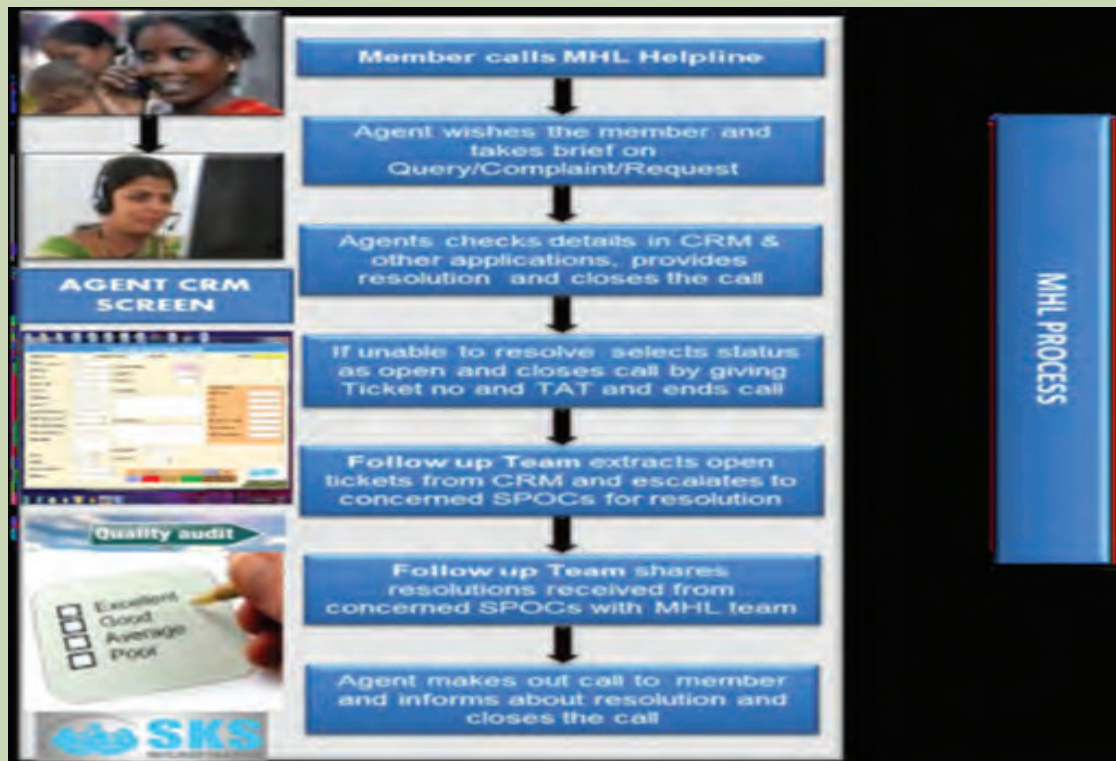 Member calls MHL Helpline
Agent wishes the member and
takes brief on
Query/Complaint/Request
Agents checks details in CRM &
other applications, provides
resolution and closes the call
If unable to resolve selects status
as open and closes call by giving
Ticket no and TAT and ends call
Follow up Team extracts open
tickets from CRM and escalates to
concerned SPOCs for resolution
Follow up Team shares
resolutions received from
concerned SPOCs with MHL team
Agent makes out call to member
and informs about resolution and
closes the call
AGENT CRM
SCREEN
Quality audit
Excellent
Good
Average
Poor
SKS
MHL PROCESS